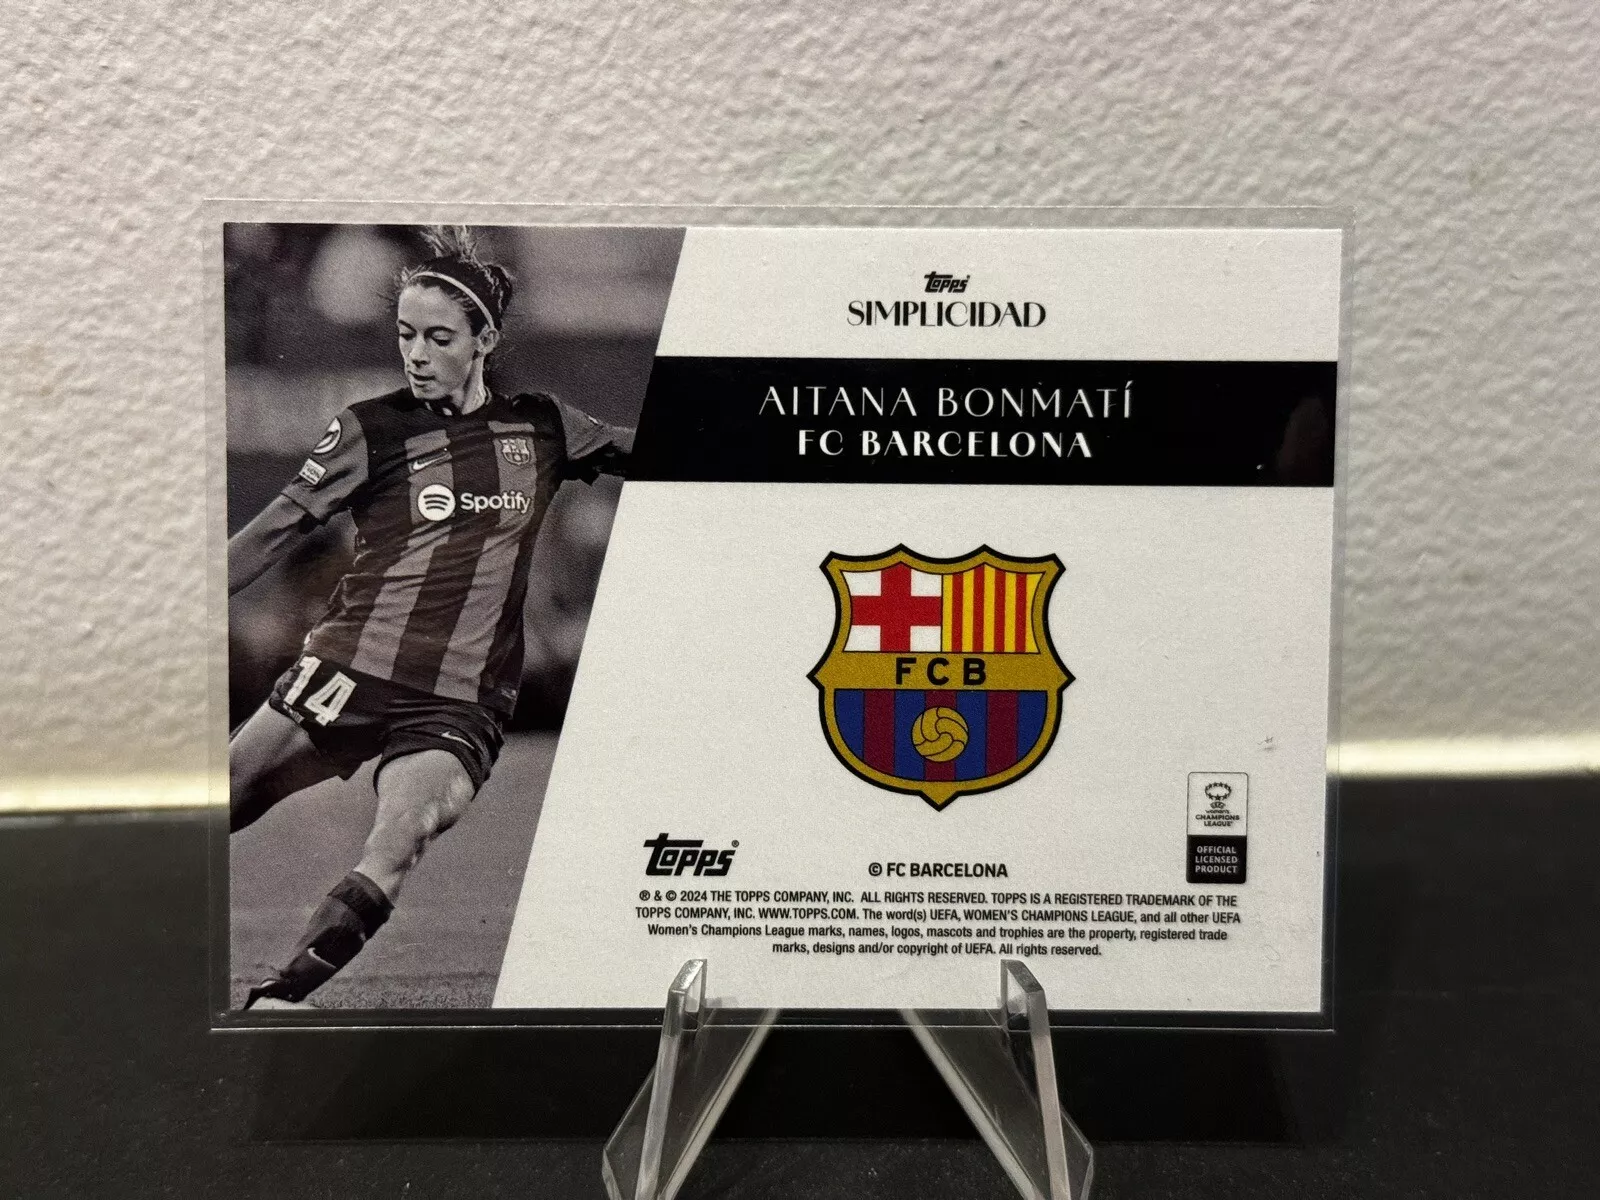 topps
SIMPLICIDAD
AITANA BONMATÍ
FC BARCELONA
Spotify
14
FCB
WOMEN'S
CHAMPIONS
LEAGUE
OFFICIAL
LICENSED
PRODUCT
topps®
© FC BARCELONA
® & © 2024 THE TOPPS COMPANY, INC. ALL RIGHTS RESERVED. TOPPS IS A REGISTERED TRADEMARK OF THE
TOPPS COMPANY, INC. WWW.TOPPS.COM. The word(s) UEFA, WOMEN'S CHAMPIONS LEAGUE, and all other UEFA
Women's Champions League marks, names, logos, mascots and trophies are the property, registered trade
marks, designs and/or copyright of UEFA. All rights reserved.